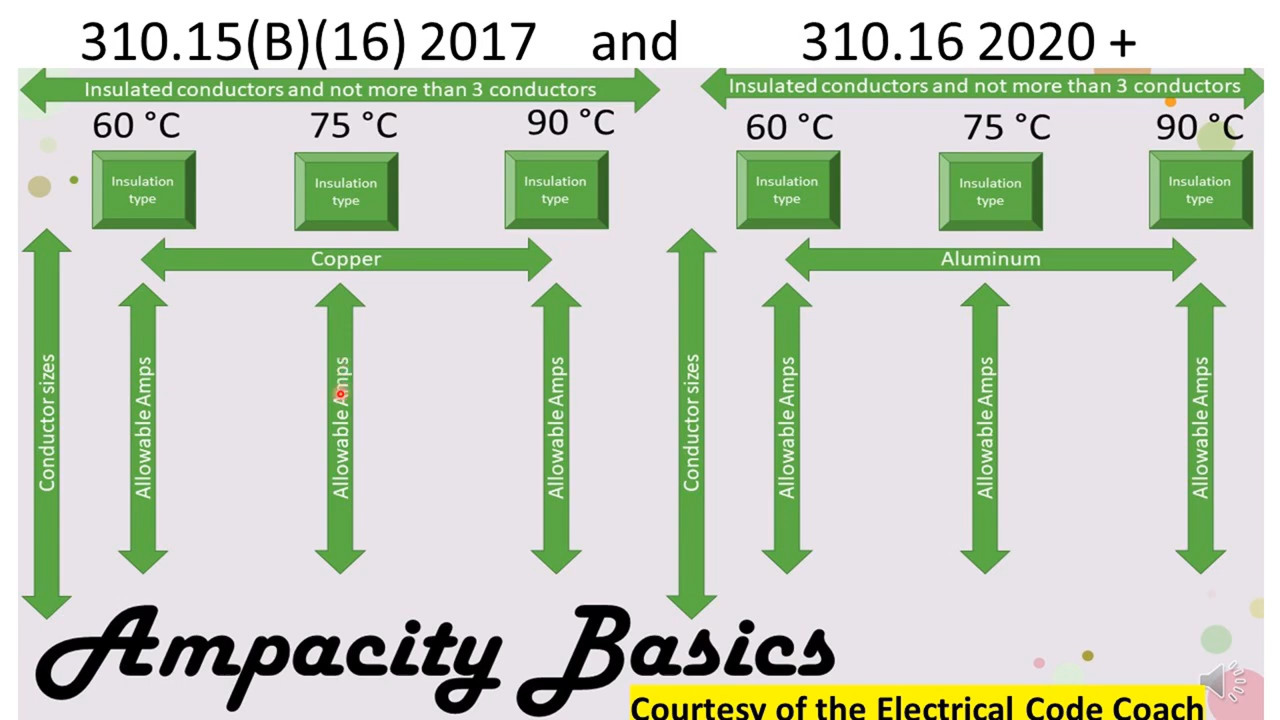 310.15(B)(16) 2017 and 310.16 2020 +
Insulated conductors and not more than 3 conductors
Insulated conductors and not more than 3 conductors
60 °C 75 °C 90 °C
60 °C 75 °C 90 °C
Insulation
type
Insulation
type
Insulation
type
Insulation
type
Insulation
type
Insulation
type
Copper
Aluminum
Conductor sizes
Allowable Amps
Allowable Amps
Allowable Amps
Conductor sizes
Allowable Amps
Allowable Amps
Allowable Amps
Ampacity Basics
Courtesy of the Electrical Code Coach